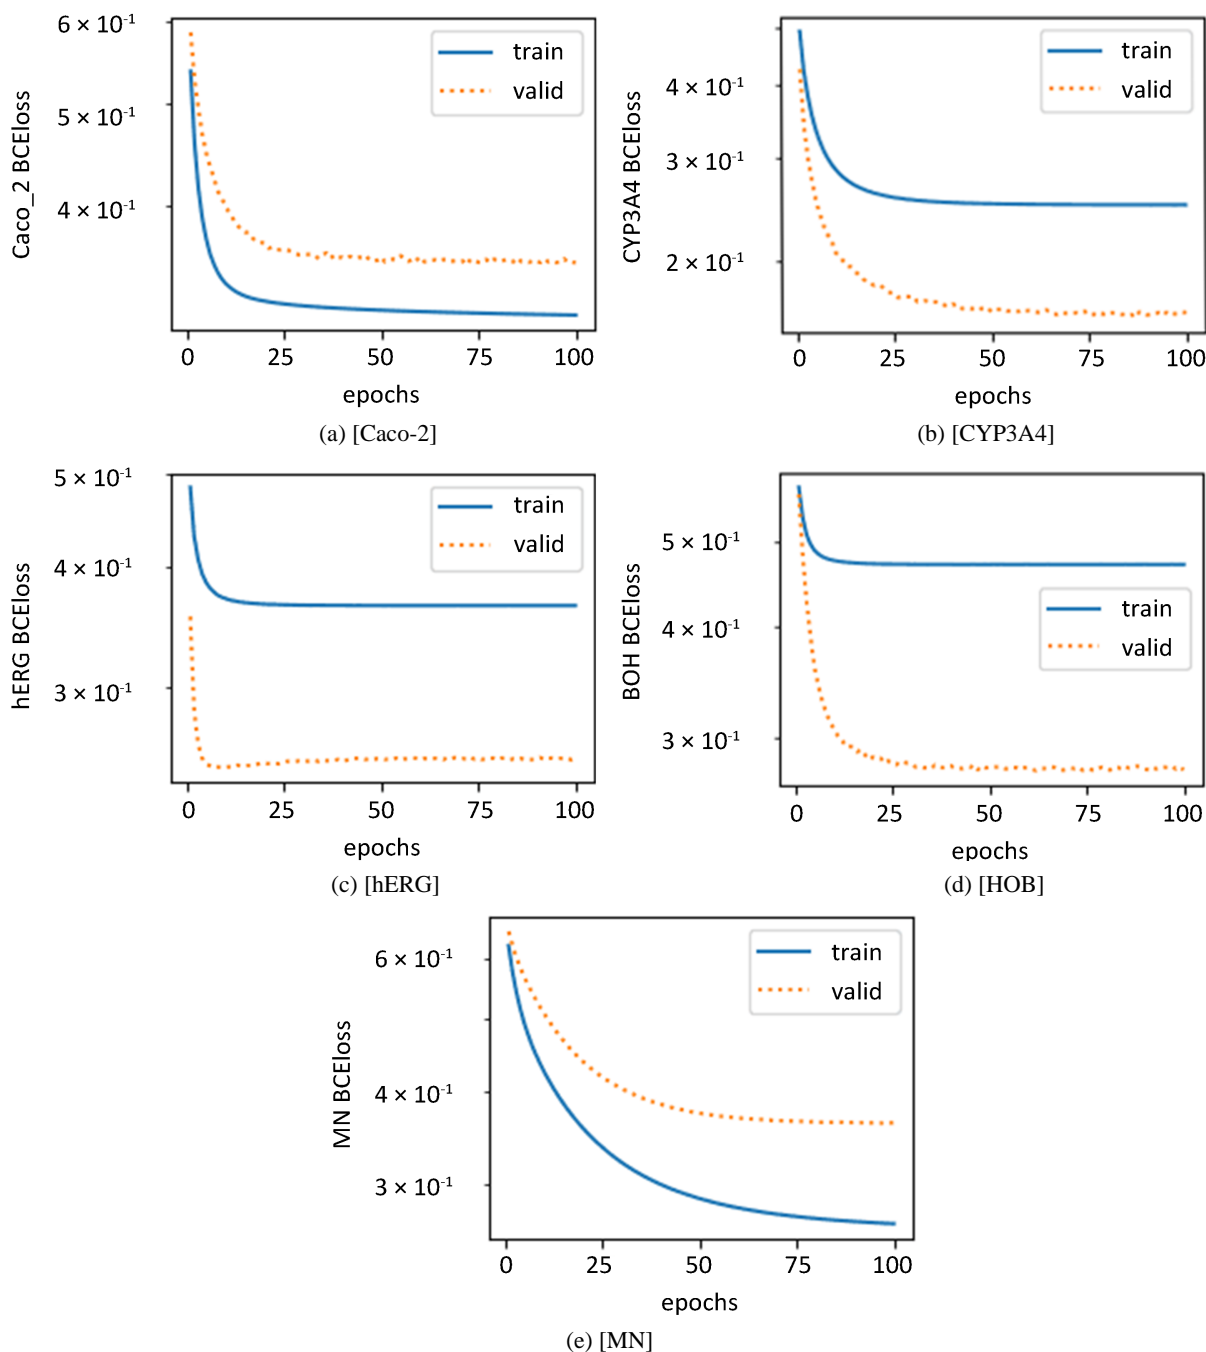 6 × 10⁻¹
5 × 10⁻¹
4 × 10⁻¹
Caco_2 BCEloss
train
valid
0 25 50 75 100
epochs
(a) [Caco-2]
4 × 10⁻¹
3 × 10⁻¹
2 × 10⁻¹
CYP3A4 BCEloss
train
valid
0 25 50 75 100
epochs
(b) [CYP3A4]
5 × 10⁻¹
4 × 10⁻¹
3 × 10⁻¹
hERG BCEloss
train
valid
0 25 50 75 100
epochs
(c) [hERG]
5 × 10⁻¹
4 × 10⁻¹
3 × 10⁻¹
BOH BCEloss
train
valid
0 25 50 75 100
epochs
(d) [HOB]
6 × 10⁻¹
4 × 10⁻¹
3 × 10⁻¹
MN BCEloss
train
valid
0 25 50 75 100
epochs
(e) [MN]